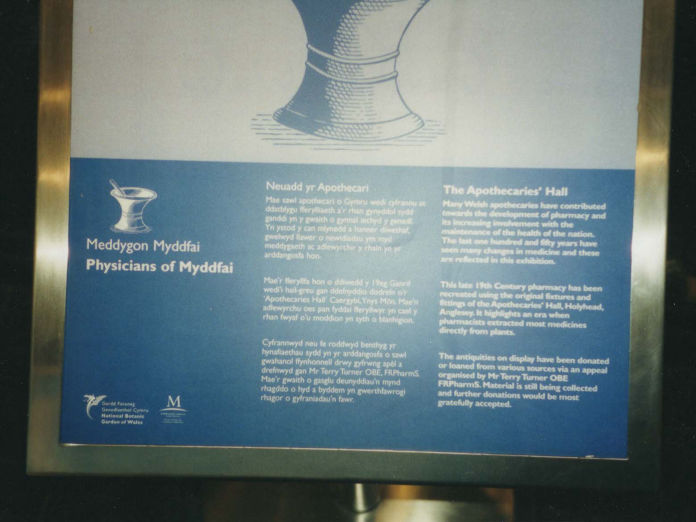 Meddygon Myddfai
Physicians of Myddfai
Neuadd yr Apothecari
Mae sawl apothecari o Gymru wedi cyfrannu at
ddatblygu fferylliaeth a'r rhan gynyddol sydd
ganddi yn y gwaith o gynnal iechyd y genedl.
Yn ystod y can mlynedd a hanner diwethaf,
gwelwyd llawer o newidiadau ym myd
meddygaeth ac adlewyrchir y rhain yn yr
arddangosfa hon.
Mae'r fferyllfa hon o ddiwedd y 19eg Ganrif
wedi'i hail-greu gan ddefnyddio dodrefn o'r
'Apothecaries Hall' Caergybi, Ynys Môn. Mae'n
adlewyrchu oes pan fyddai fferyllwyr yn cael y
rhan fwyaf o'u moddion yn syth o blanhigion.
Cyfrannwyd neu fe roddwyd benthyg yr
hynafiaethau sydd yn yr arddangosfa o sawl
gwahanol ffynhonnell drwy gyfrwng apêl a
drefnwyd gan Mr Terry Turner OBE, FRPharmS.
Mae'r gwaith o gasglu deunyddiau'n mynd
rhagddo o hyd a byddem yn gwerthfawrogi
rhagor o gyfraniadau'n fawr.
The Apothecaries' Hall
Many Welsh apothecaries have contributed
towards the development of pharmacy and
its increasing involvement with the
maintenance of the health of the nation.
The last one hundred and fifty years have
seen many changes in medicine and these
are reflected in this exhibition.
This late 19th Century pharmacy has been
recreated using the original fixtures and
fittings of the Apothecaries' Hall, Holyhead,
Anglesey. It highlights an era when
pharmacists extracted most medicines
directly from plants.
The antiquities on display have been donated
or loaned from various sources via an appeal
organised by Mr Terry Turner OBE
FRPharmS. Material is still being collected
and further donations would be most
gratefully accepted.
Gardd Fotaneg
Genedlaethol Cymru
National Botanic
Garden of Wales
M